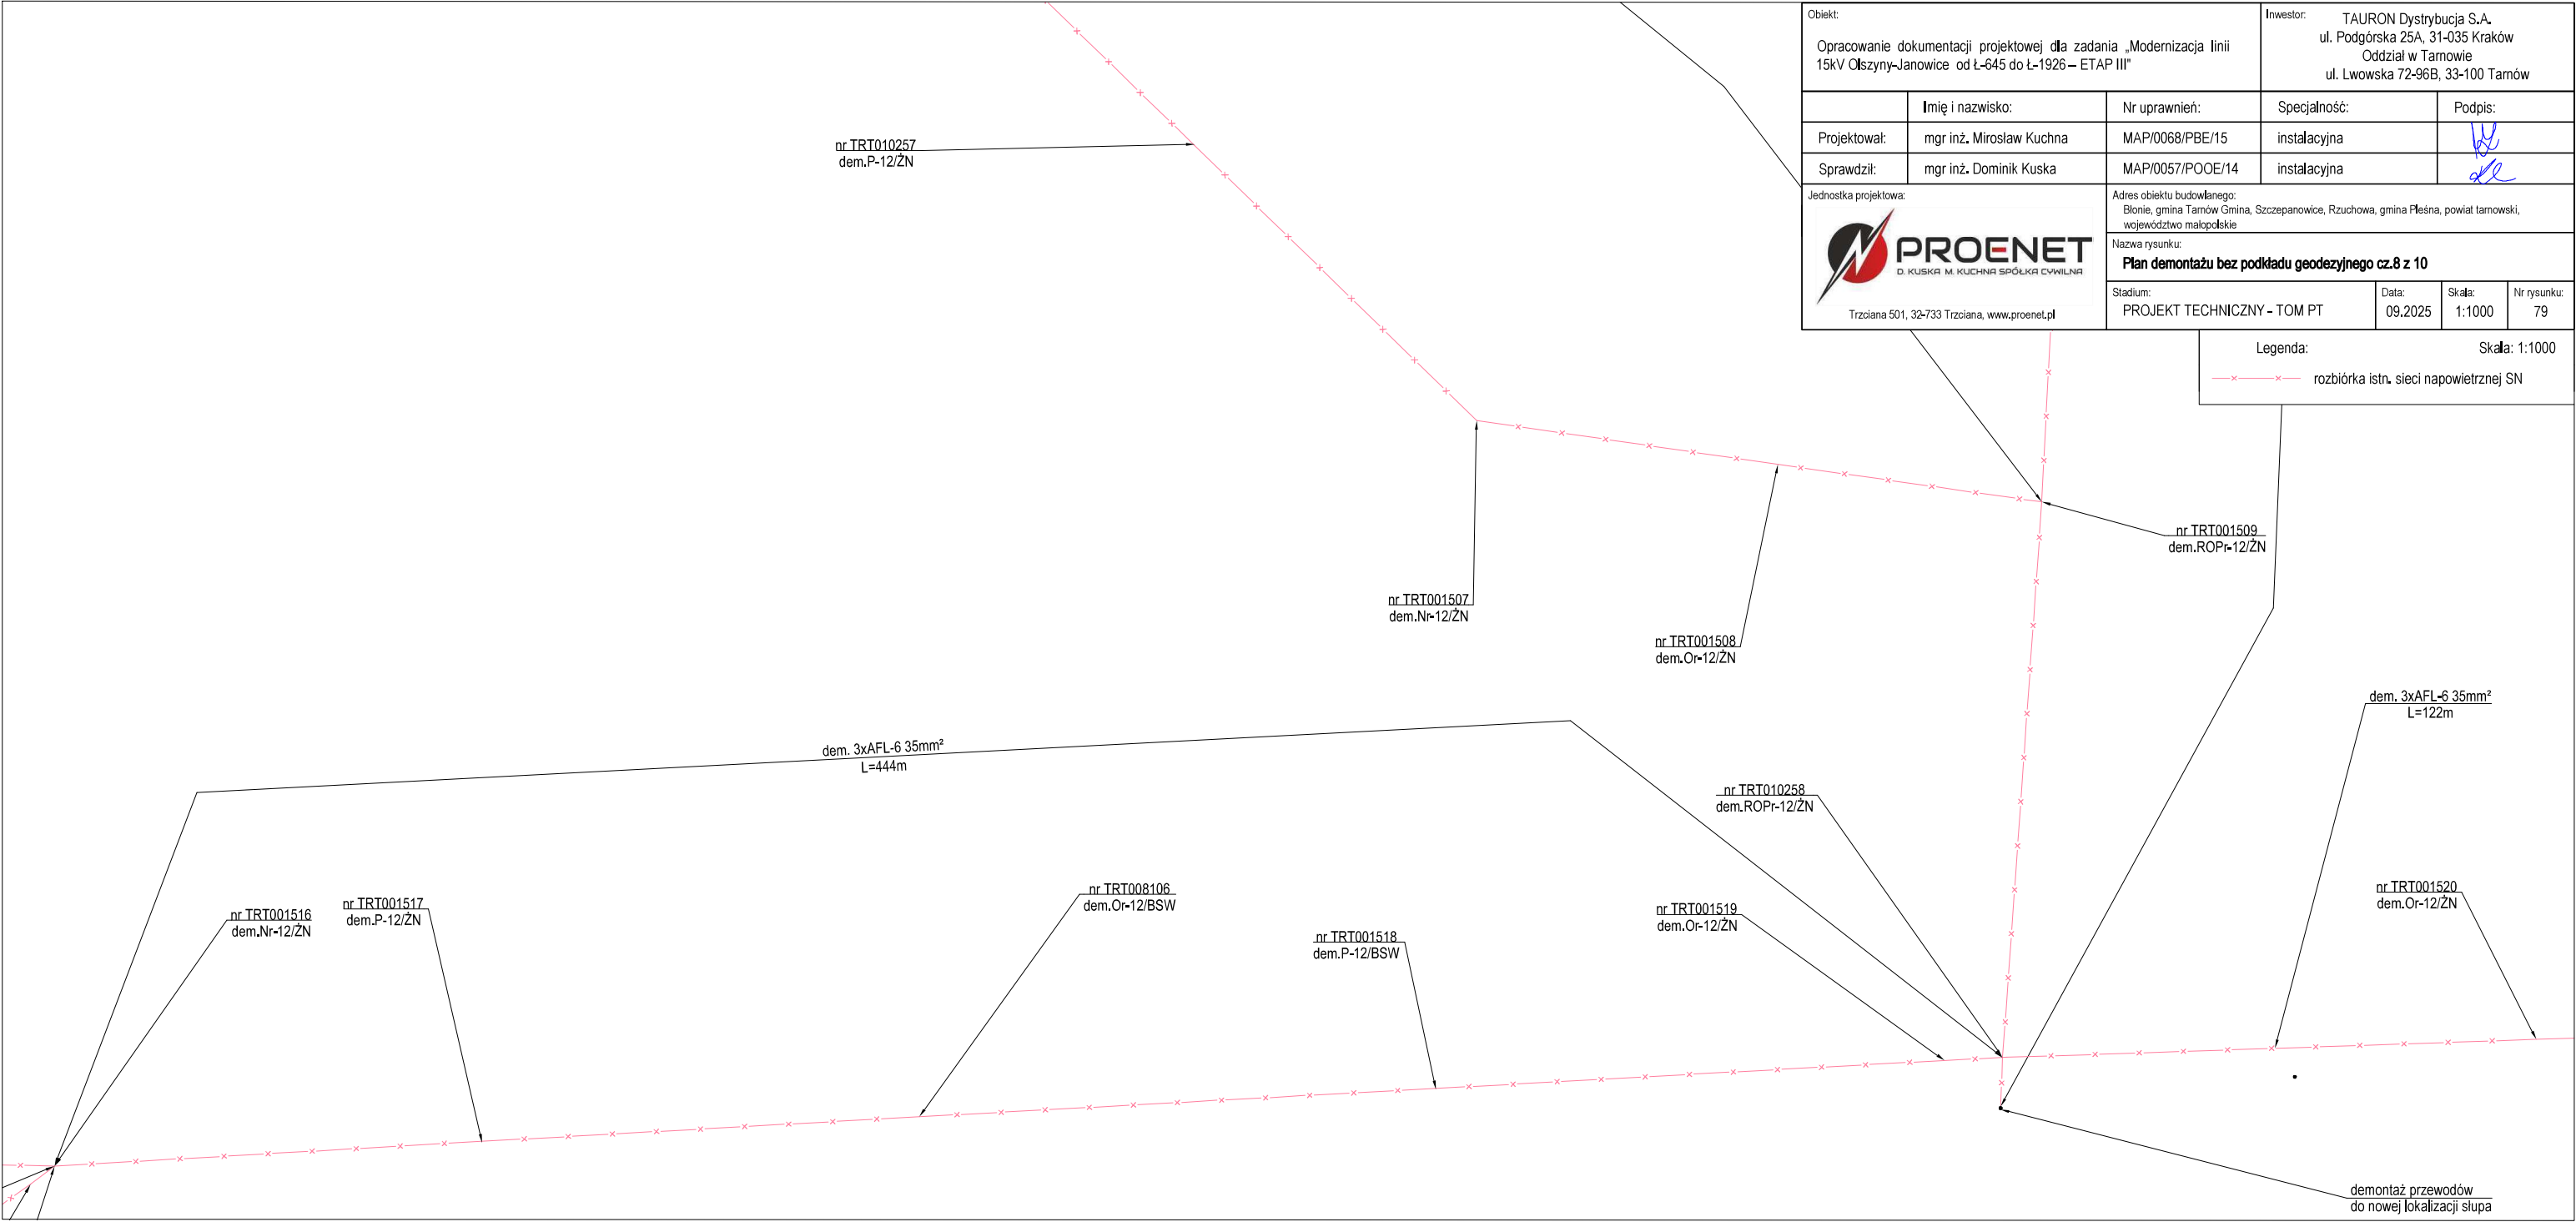 Obiekt:
Opracowanie dokumentacji projektowej dla zadania „Modernizacja linii
15kV Olszyny-Janowice od Ł-645 do Ł-1926 – ETAP III"
Inwestor:
TAURON Dystrybucja S.A.
ul. Podgórska 25A, 31-035 Kraków
Oddział w Tarnowie
ul. Lwowska 72-96B, 33-100 Tarnów
Imię i nazwisko:
Nr uprawnień:
Specjalność:
Podpis:
Projektował:
mgr inż. Mirosław Kuchna
MAP/0068/PBE/15
instalacyjna
Sprawdził:
mgr inż. Dominik Kuska
MAP/0057/POOE/14
instalacyjna
Jednostka projektowa:
PROENET
D. KUSKA M. KUCHNA SPÓŁKA CYWILNA
Trzciana 501, 32-733 Trzciana, www.proenet.pl
Adres obiektu budowlanego:
Błonie, gmina Tarnów Gmina, Szczepanowice, Rzuchowa, gmina Pleśna, powiat tarnowski,
województwo małopolskie
Nazwa rysunku:
Plan demontażu bez podkładu geodezyjnego cz.8 z 10
Stadium:
PROJEKT TECHNICZNY - TOM PT
Data:
09.2025
Skala:
1:1000
Nr rysunku:
79
Legenda:
Skala: 1:1000
rozbiórka istn. sieci napowietrznej SN
nr TRT010257
dem.P-12/ŻN
nr TRT001509
dem.ROPr-12/ŻN
nr TRT001507
dem.Nr-12/ŻN
nr TRT001508
dem.Or-12/ŻN
dem. 3xAFL-6 35mm²
L=122m
dem. 3xAFL-6 35mm²
L=444m
nr TRT010258
dem.ROPr-12/ŻN
nr TRT001516
dem.Nr-12/ŻN
nr TRT001517
dem.P-12/ŻN
nr TRT008106
dem.Or-12/BSW
nr TRT001518
dem.P-12/BSW
nr TRT001519
dem.Or-12/ŻN
nr TRT001520
dem.Or-12/ŻN
demontaż przewodów
do nowej lokalizacji słupa